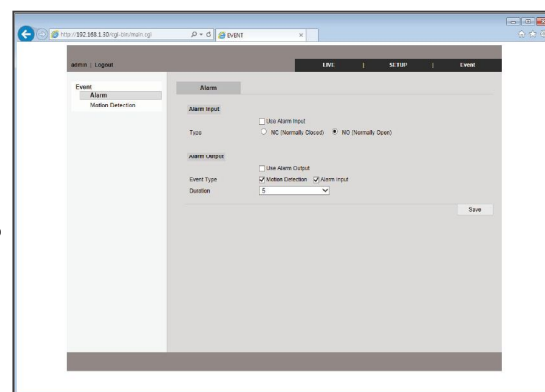 http://192.168.1.30/cgi-bin/main.cgi
EVENT
admin | Logout
LIVE | SETUP | Event
Event
Alarm
Motion Detection
Alarm
Alarm Input
Use Alarm Input
Type NC (Normally Closed) NO (Normally Open)
Alarm Output
Use Alarm Output
Event Type Motion Detection Alarm Input
Duration 5
Save